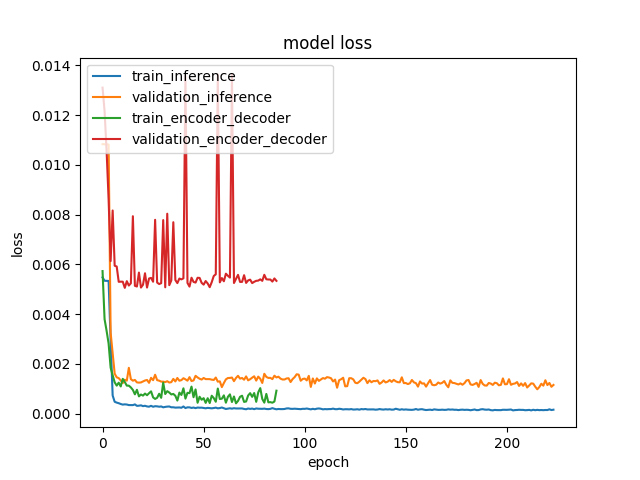 model loss
train_inference
validation_inference
train_encoder_decoder
validation_encoder_decoder
0.014
0.012
0.010
0.008
0.006
0.004
0.002
0.000
loss
0 50 100 150 200
epoch